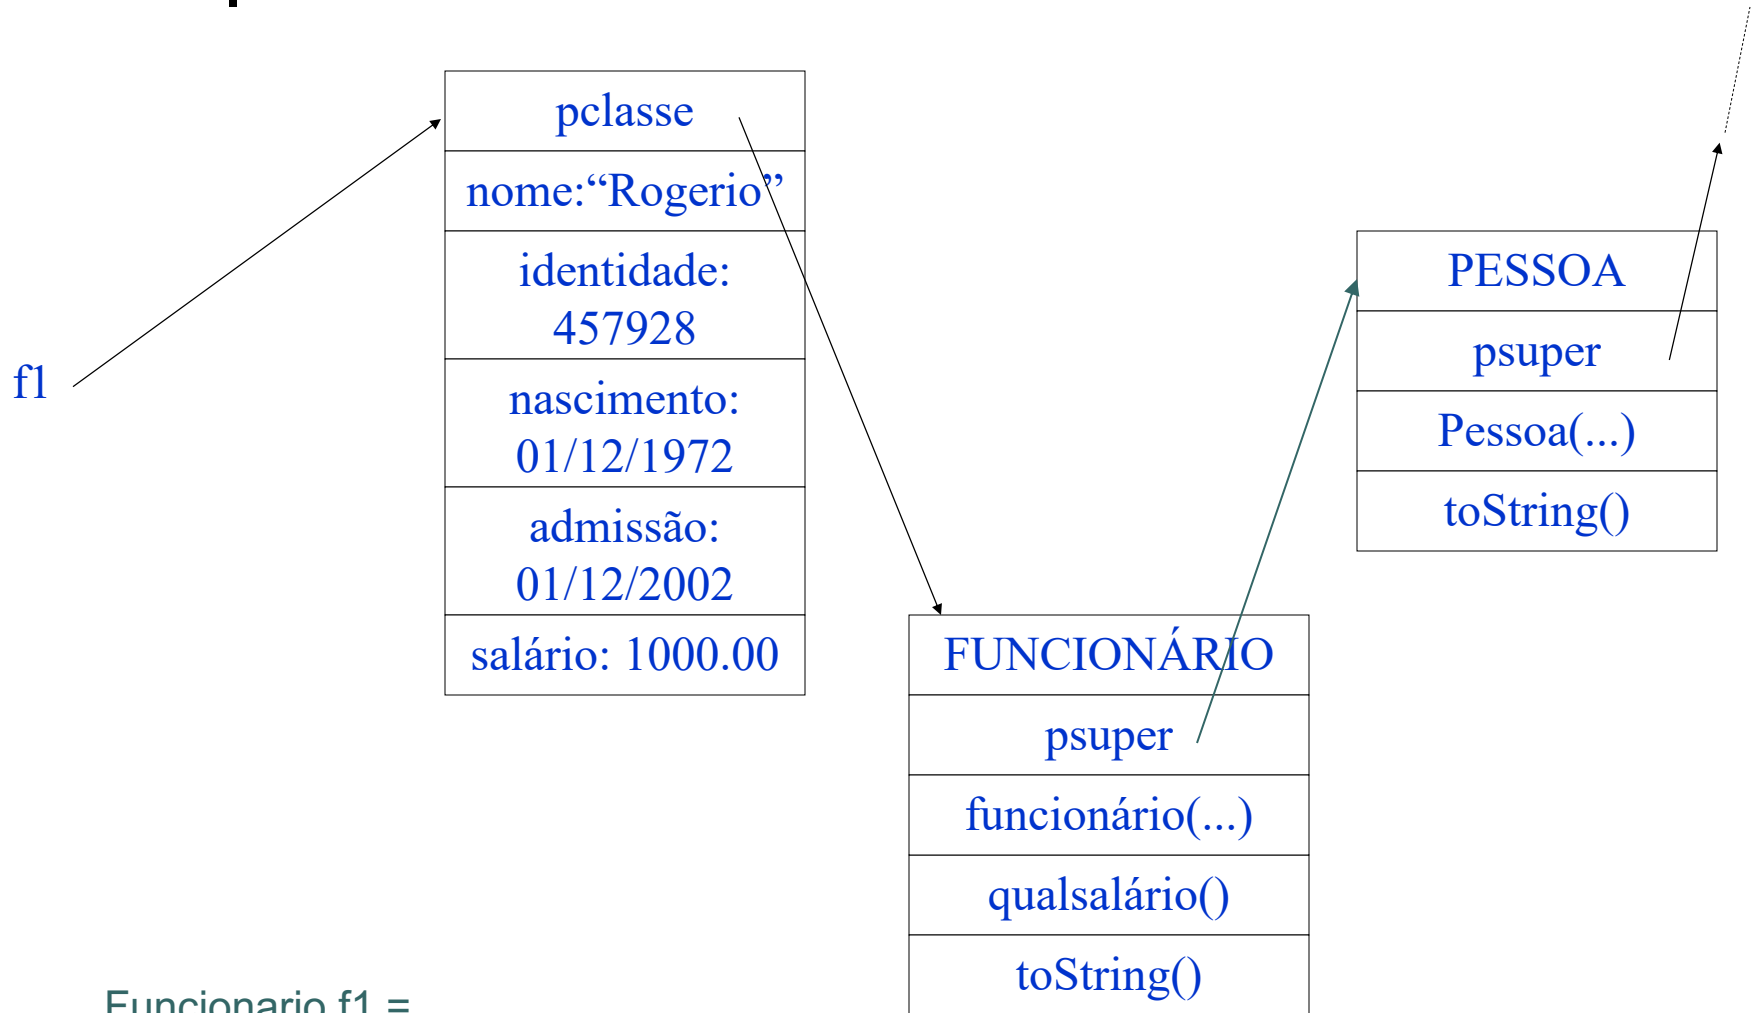 f1
pclasse
nome:“Rogerio”
identidade:
457928
nascimento:
01/12/1972
admissão:
01/12/2002
salário: 1000.00
FUNCIONÁRIO
psuper
funcionário(...)
qualsalário()
toString()
PESSOA
psuper
Pessoa(...)
toString()
Funcionario f1 =